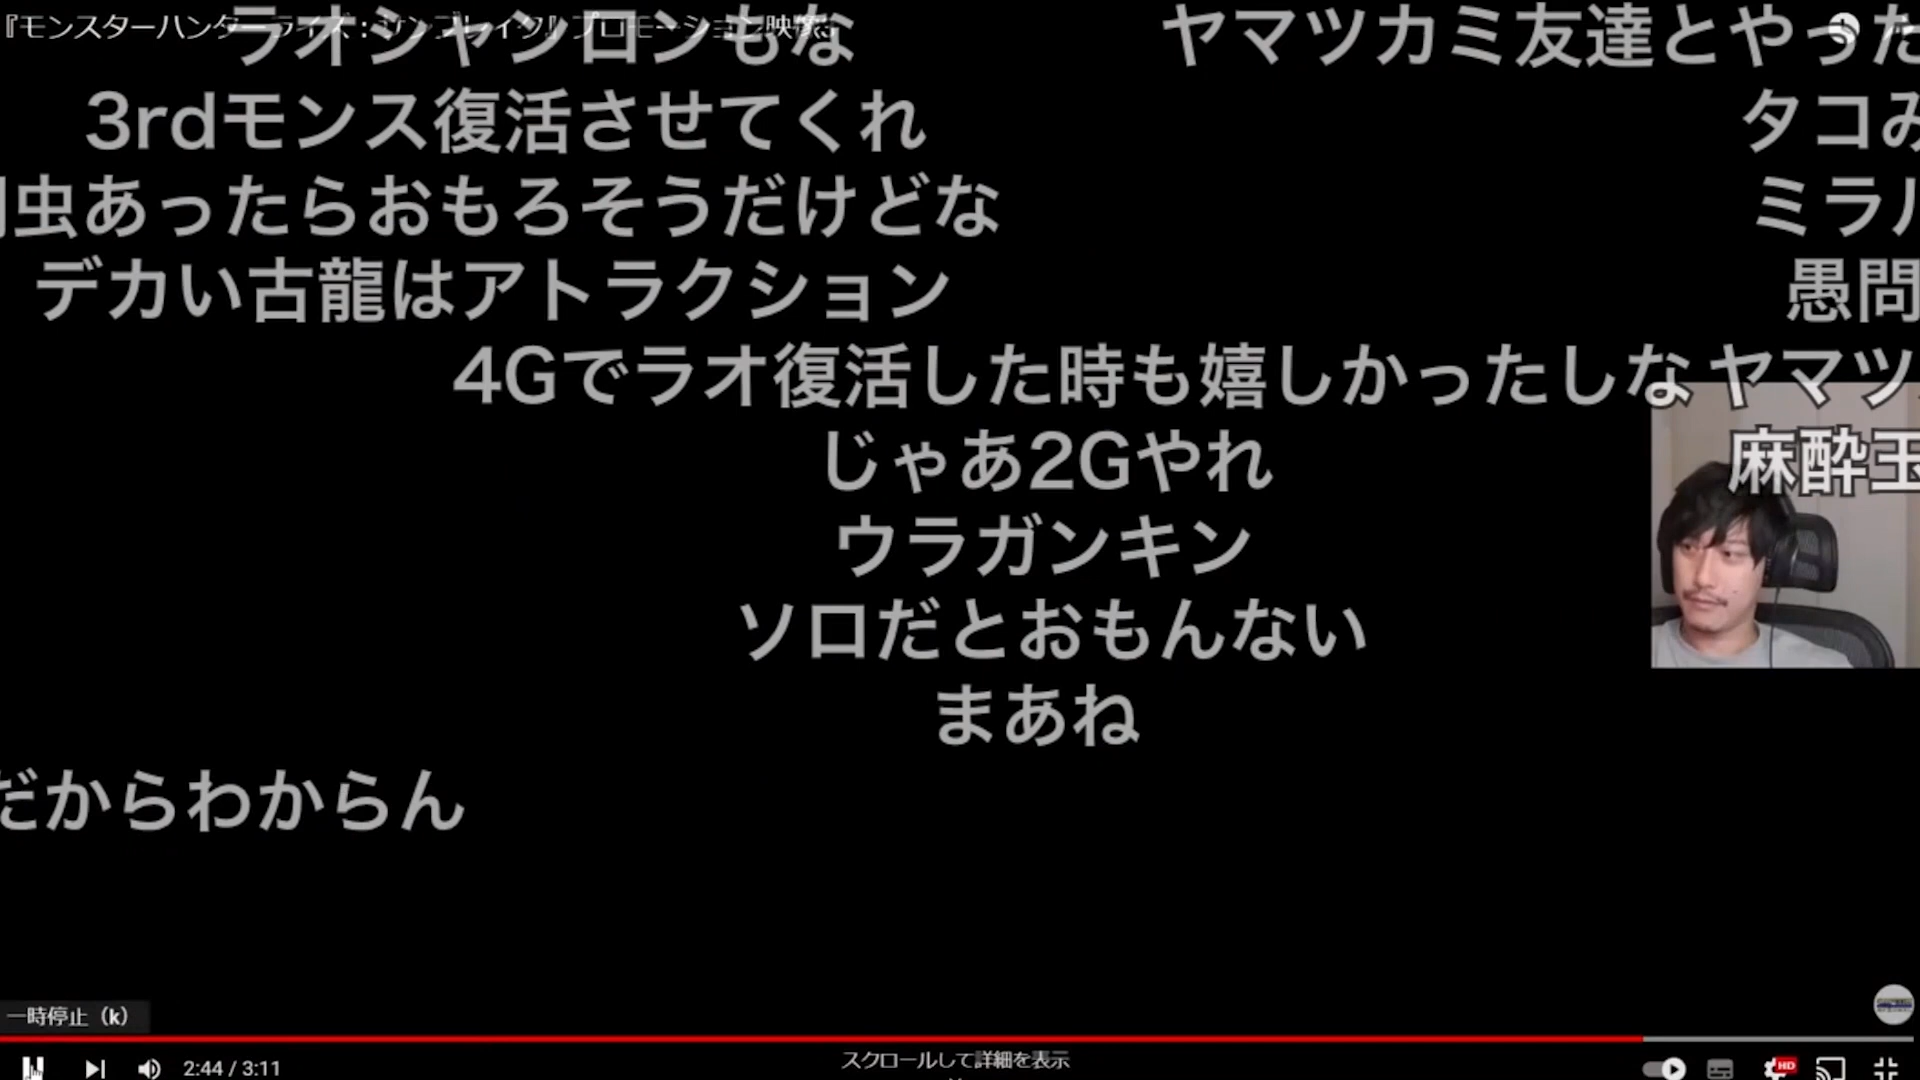 『モンスターハンターライズ：サンブレイク』プロモーション映像3
ラオシャンロンもな
ヤマツカミ友達とやった
3rdモンス復活させてくれ
タコみ
虫あったらおもろそうだけどな
ミラル
デカい古龍はアトラクション
愚問
4Gでラオ復活した時も嬉しかったしな
ヤマツ
じゃあ2Gやれ
麻酔玉
ウラガンキン
ソロだとおもんない
まあね
だからわからん
一時停止（k）
2:44 / 3:11
スクロールして詳細を表示
HD